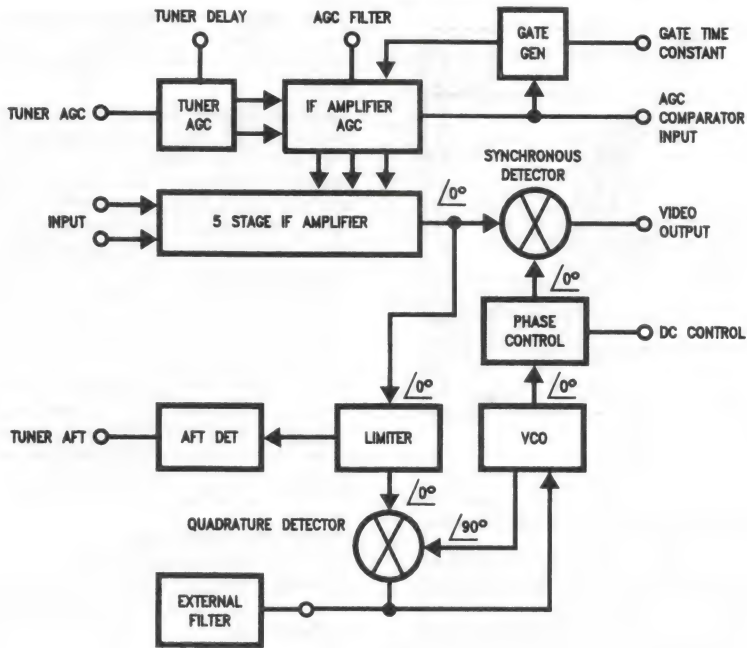 TUNER DELAY
AGC FILTER
GATE
GEN
GATE TIME
CONSTANT
TUNER AGC
TUNER
AGC
IF AMPLIFIER
AGC
AGC
COMPARATOR
INPUT
SYNCHRONOUS
DETECTOR
INPUT
5 STAGE IF AMPLIFIER
0°
VIDEO
OUTPUT
0°
PHASE
CONTROL
DC CONTROL
0°
0°
TUNER AFT
AFT DET
LIMITER
VCO
0°
QUADRATURE DETECTOR
90°
EXTERNAL
FILTER